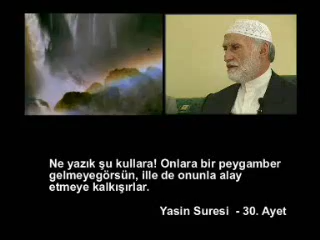 Ne yazık şu kullara! Onlara bir peygamber
gelmeyegörsün, ille de onunla alay
etmeye kalkışırlar.
Yasin Suresi - 30. Ayet